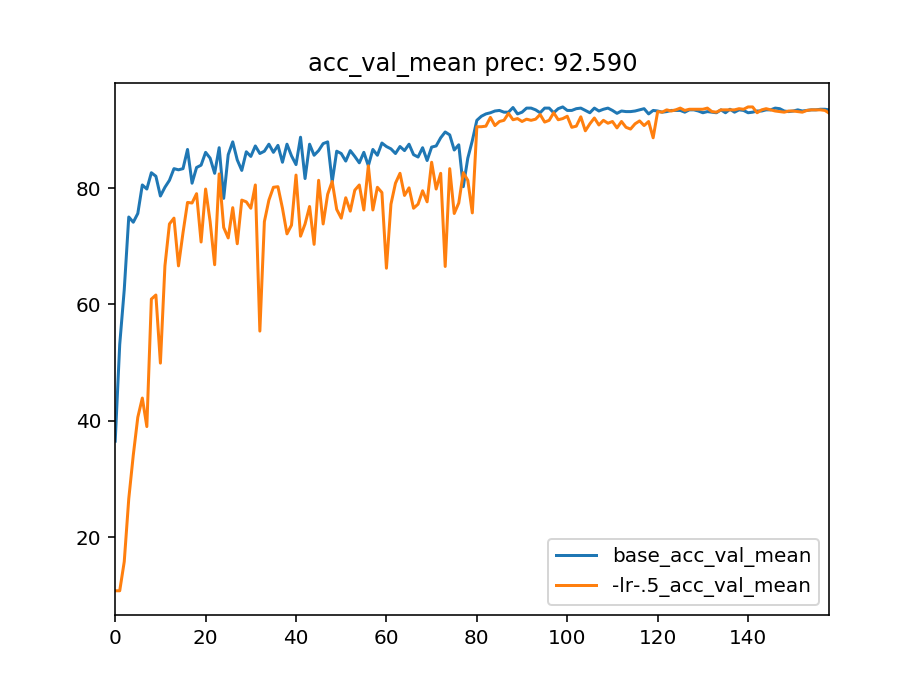 acc_val_mean prec: 92.590
80
60
40
20
base_acc_val_mean
-lr-.5_acc_val_mean
0 20 40 60 80 100 120 140